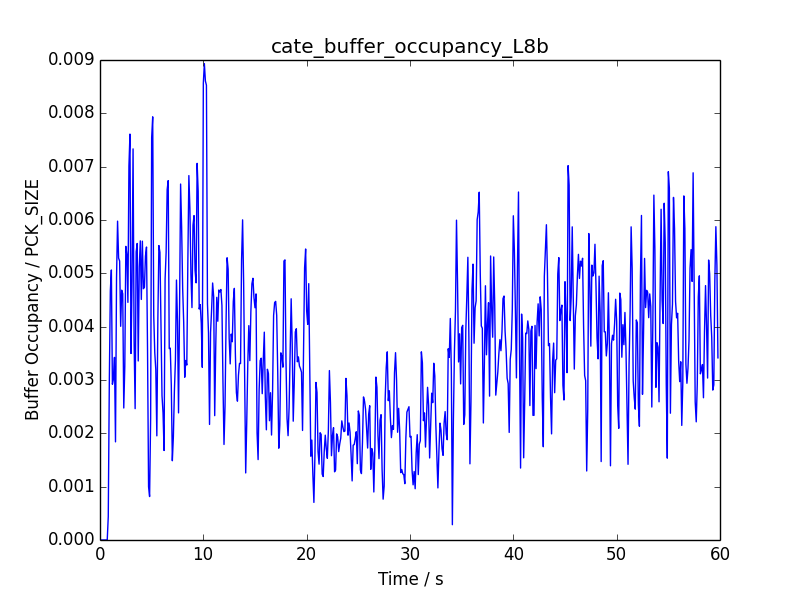 cate_buffer_occupancy_L8b
0.009
0.008
0.007
0.006
0.005
0.004
0.003
0.002
0.001
0.000
Buffer Occupancy / PCK_SIZE
0 10 20 30 40 50 60
Time / s